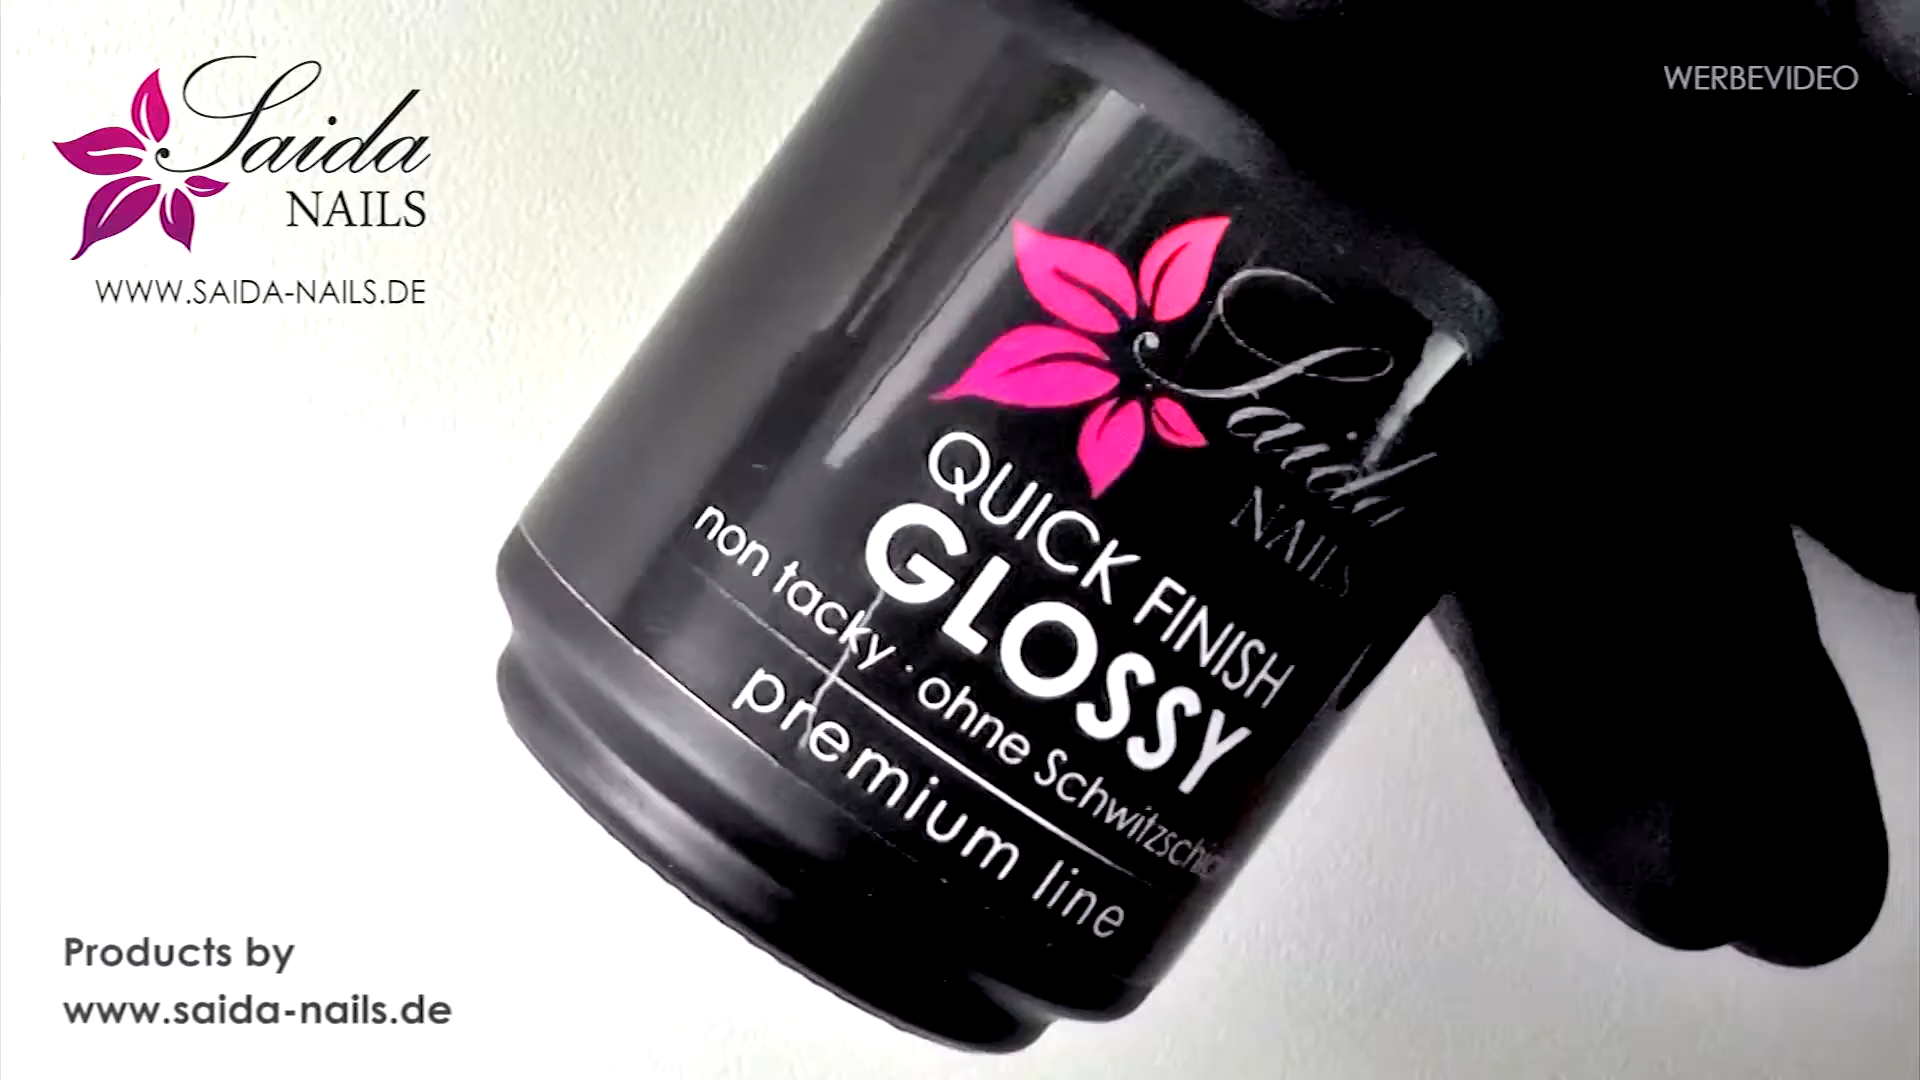 Saida
NAILS
WWW.SAIDA-NAILS.DE
WERBEVIDEO
Saida
NAILS
QUICK FINISH
GLOSSY
non tacky · ohne
premium line
Products by
www.saida-nails.de